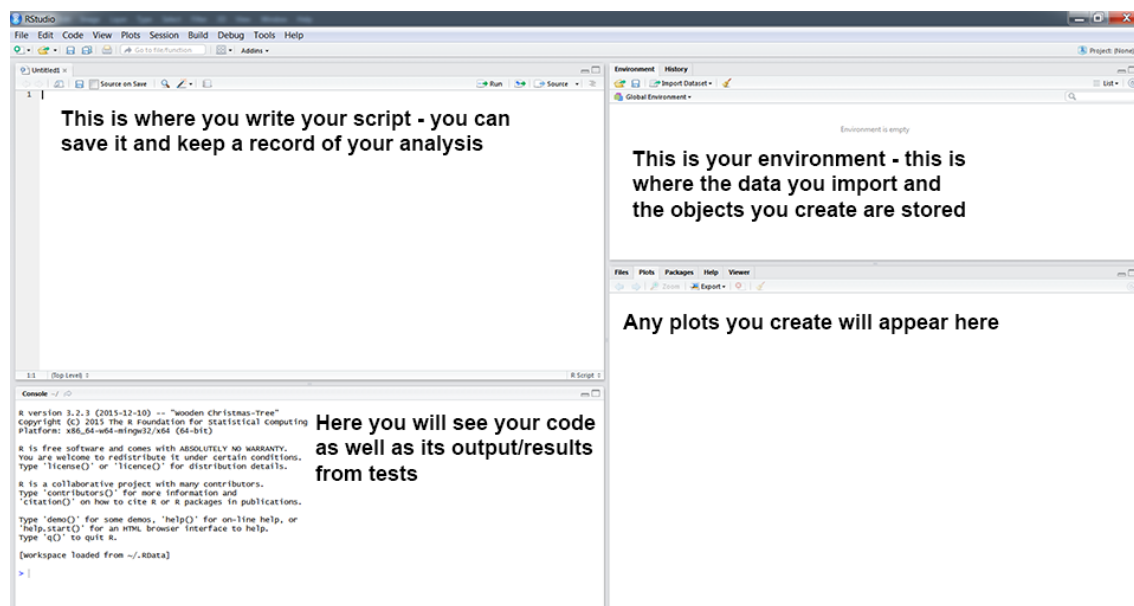 RStudio
File Edit Code View Plots Session Build Debug Tools Help
Go to file/function Addins Project: (None)
Untitled1
Source on Save Run Source
1
This is where you write your script - you can
save it and keep a record of your analysis
1:1 (Top Level) R Script
Console ~/
R version 3.2.3 (2015-12-10) -- "Wooden Christmas-Tree"
Copyright (C) 2015 The R Foundation for Statistical Computing
Platform: x86_64-w64-mingw32/x64 (64-bit)
R is free software and comes with ABSOLUTELY NO WARRANTY.
You are welcome to redistribute it under certain conditions.
Type 'license()' or 'licence()' for distribution details.
R is a collaborative project with many contributors.
Type 'contributors()' for more information and
'citation()' on how to cite R or R packages in publications.
Type 'demo()' for some demos, 'help()' for on-line help, or
'help.start()' for an HTML browser interface to help.
Type 'q()' to quit R.
[Workspace loaded from ~/.RData]
>
Here you will see your code
as well as its output/results
from tests
Environment History
Import Dataset List
Global Environment
Environment is empty
This is your environment - this is
where the data you import and
the objects you create are stored
Files Plots Packages Help Viewer
Zoom Export
Any plots you create will appear here